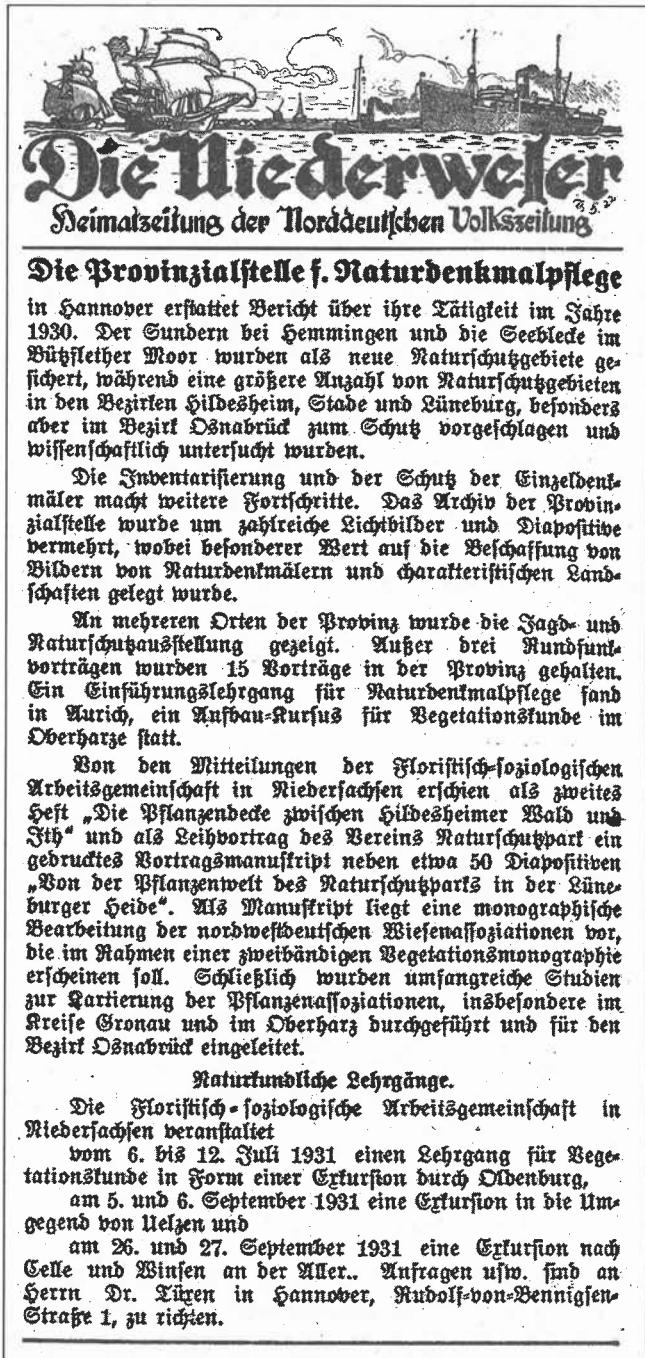 Die Niederweser
Heimatzeitung der Norddeutschen Volkszeitung
Die Provinzialstelle f. Naturdenkmalpflege
in Hannover erstattet Bericht über ihre Tätigkeit im Jahre
1930. Der Sundern bei Hemmingen und die Seeblecke im
Bützflether Moor wurden als neue Naturschutzgebiete ge-
sichert, während eine größere Anzahl von Naturschutzgebieten
in den Bezirken Hildesheim, Stade und Lüneburg, besonders
aber im Bezirk Osnabrück zum Schutz vorgeschlagen und
wissenschaftlich untersucht wurden.
Die Inventarisierung und der Schutz der Einzeldenk-
mäler macht weitere Fortschritte. Das Archiv der Provin-
zialstelle wurde um zahlreiche Lichtbilder und Diapositive
vermehrt, wobei besonderer Wert auf die Beschaffung von
Bildern von Naturdenkmälern und charakteristischen Land-
schaften gelegt wurde.
An mehreren Orten der Provinz wurde die Jagd- und
Naturschutzausstellung gezeigt. Außer drei Rundfunk-
vorträgen wurden 15 Vorträge in der Provinz gehalten.
Ein Einführungslehrgang für Naturdenkmalpflege fand
in Aurich, ein Aufbau-Kursus für Vegetationskunde im
Oberharze statt.
Von den Mitteilungen der Floristisch-soziologischen
Arbeitsgemeinschaft in Niedersachsen erschien als zweites
Heft „Die Pflanzendecke zwischen Hildesheimer Wald und
Ith“ und als Leihvortrag des Vereins Naturschutzpark ein
gedrucktes Vortragsmanuskript neben etwa 50 Diapositiven
„Von der Pflanzenwelt des Naturschutzparks in der Lüne-
burger Heide“. Als Manuskript liegt eine monographische
Bearbeitung der nordwestdeutschen Wiesenassoziationen vor,
die im Rahmen einer zweibändigen Vegetationsmonographie
erscheinen soll. Schließlich wurden umfangreiche Studien
zur Kartierung der Pflanzenassoziationen, insbesondere im
Kreise Gronau und im Oberharz durchgeführt und für den
Bezirk Osnabrück eingeleitet.
Naturkundliche Lehrgänge.
Die Floristisch-soziologische Arbeitsgemeinschaft in
Niedersachsen veranstaltet
vom 6. bis 12. Juli 1931 einen Lehrgang für Vege-
tationskunde in Form einer Exkursion durch Oldenburg,
am 5. und 6. September 1931 eine Exkursion in die Um-
gegend von Uelzen und
am 26. und 27. September 1931 eine Exkursion nach
Celle und Winsen an der Aller.. Anfragen usw. sind an
Herrn Dr. Tüxen in Hannover, Rudolf-von-Bennigsen-
Straße 1, zu richten.